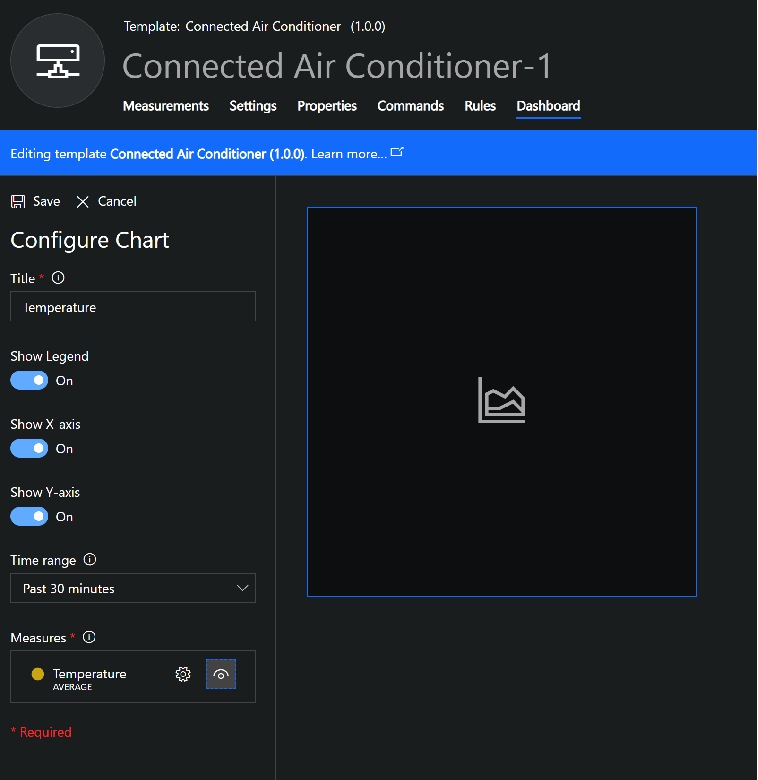 Template: Connected Air Conditioner (1.0.0)
Connected Air Conditioner-1
Measurements Settings Properties Commands Rules Dashboard
Editing template Connected Air Conditioner (1.0.0). Learn more...
Save Cancel
Configure Chart
Title *
Temperature
Show Legend
On
Show X-axis
On
Show Y-axis
On
Time range
Past 30 minutes
Measures *
Temperature
AVERAGE
* Required